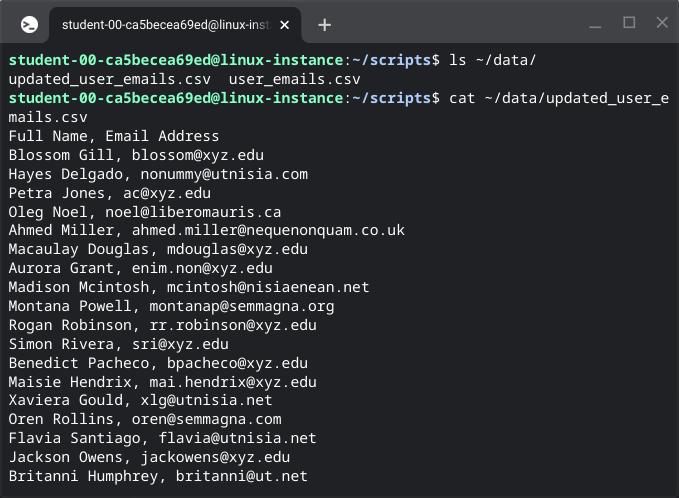 student-00-ca5becea69ed@linux-inst
student-00-ca5becea69ed@linux-instance:~/scripts$ ls ~/data/
updated_user_emails.csv  user_emails.csv
student-00-ca5becea69ed@linux-instance:~/scripts$ cat ~/data/updated_user_e
mails.csv
Full Name, Email Address
Blossom Gill, blossom@xyz.edu
Hayes Delgado, nonummy@utnisia.com
Petra Jones, ac@xyz.edu
Oleg Noel, noel@liberomauris.ca
Ahmed Miller, ahmed.miller@nequenonquam.co.uk
Macaulay Douglas, mdouglas@xyz.edu
Aurora Grant, enim.non@xyz.edu
Madison Mcintosh, mcintosh@nisiaenean.net
Montana Powell, montanap@semmagna.org
Rogan Robinson, rr.robinson@xyz.edu
Simon Rivera, sri@xyz.edu
Benedict Pacheco, bpacheco@xyz.edu
Maisie Hendrix, mai.hendrix@xyz.edu
Xaviera Gould, xlg@utnisia.net
Oren Rollins, oren@semmagna.com
Flavia Santiago, flavia@utnisia.net
Jackson Owens, jackowens@xyz.edu
Britanni Humphrey, britanni@ut.net